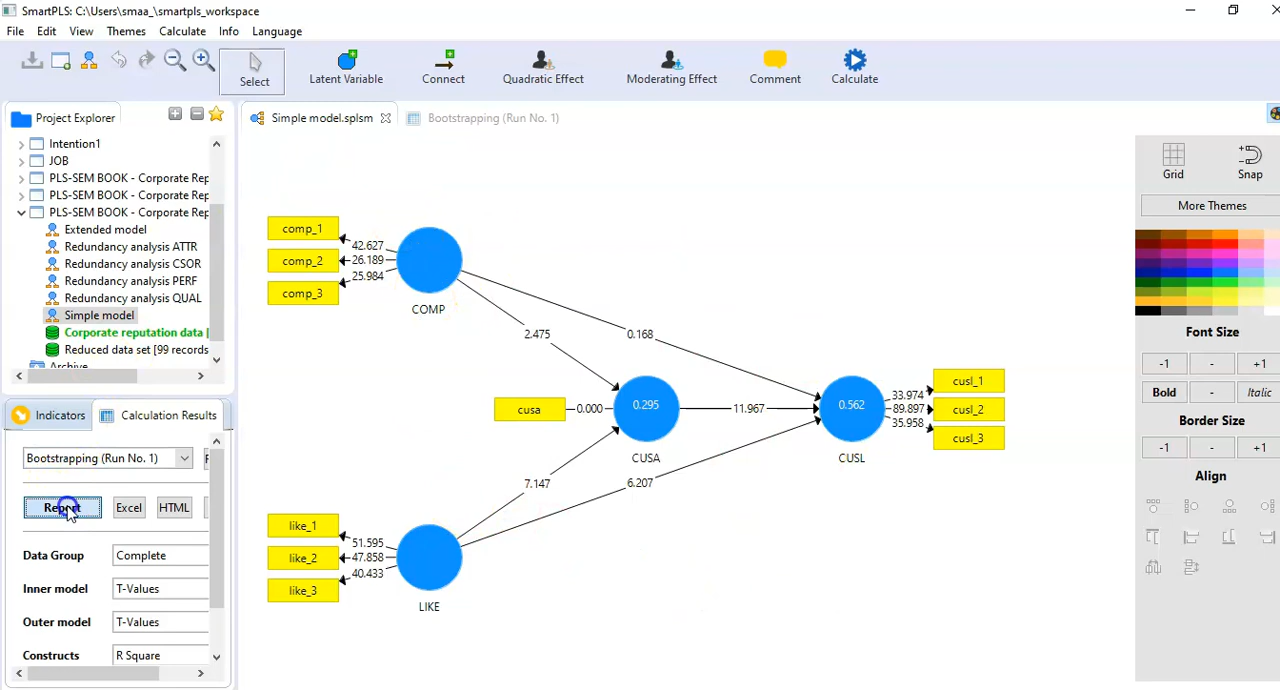 SmartPLS: C:\Users\smaa_\smartpls_workspace
File Edit View Themes Calculate Info Language
Select
Latent Variable
Connect
Quadratic Effect
Moderating Effect
Comment
Calculate
Project Explorer
Intention1
JOB
PLS-SEM BOOK - Corporate Rep
PLS-SEM BOOK - Corporate Rep
PLS-SEM BOOK - Corporate Rep
Extended model
Redundancy analysis ATTR
Redundancy analysis CSOR
Redundancy analysis PERF
Redundancy analysis QUAL
Simple model
Corporate reputation data [
Reduced data set [99 records
Archive
Indicators
Calculation Results
Bootstrapping (Run No. 1)
Report
Excel
HTML
Data Group
Complete
Inner model
T-Values
Outer model
T-Values
Constructs
R Square
Simple model.splsm
Bootstrapping (Run No. 1)
comp_1
comp_2
comp_3
42.627
26.189
25.984
COMP
2.475
0.168
cusa
0.000
0.295
CUSA
11.967
0.562
CUSL
33.974
89.897
35.958
cusl_1
cusl_2
cusl_3
7.147
6.207
like_1
like_2
like_3
51.595
47.858
40.433
LIKE
Grid
Snap
More Themes
Font Size
-1 - +1
Bold - Italic
Border Size
-1 - +1
Align